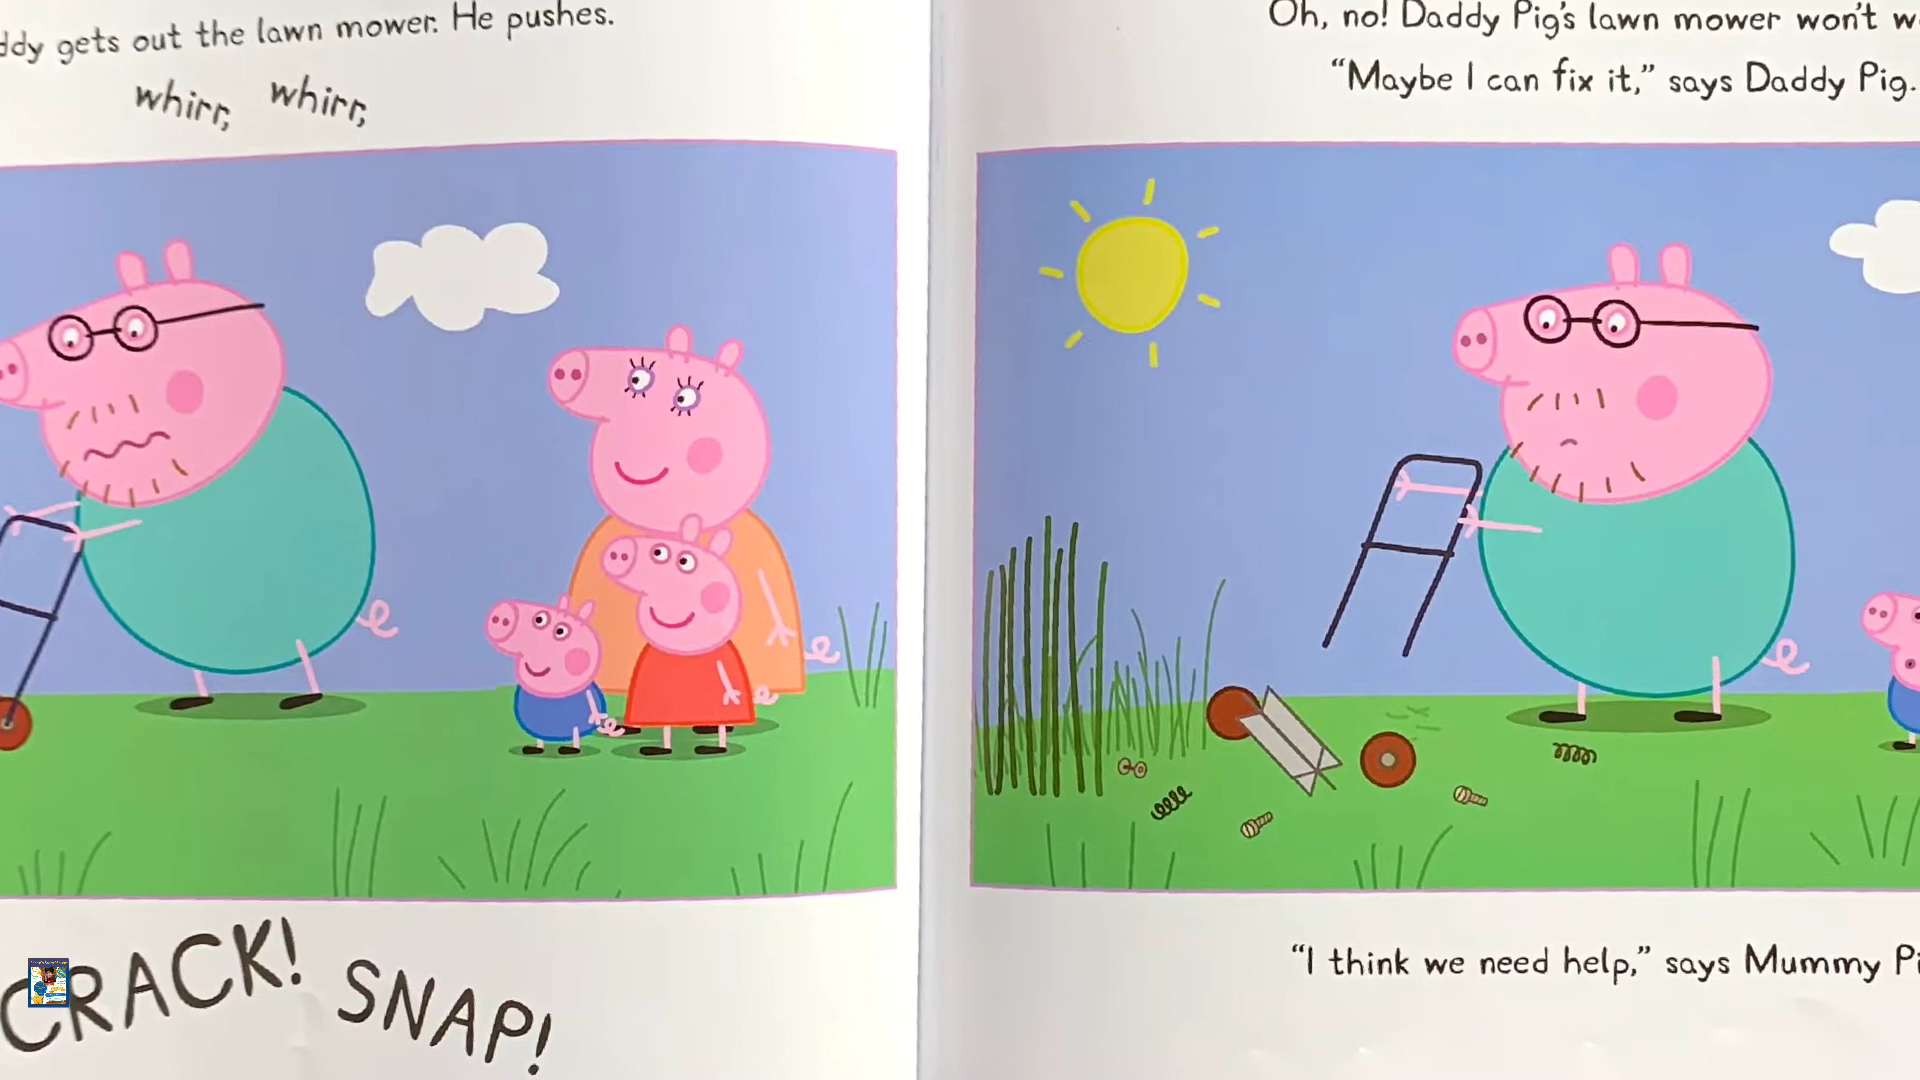 gets out the lawn mower. He pushes.
whirr, whirr,
CRACK! SNAP!
Oh, no! Daddy Pig's lawn mower won't
“Maybe I can fix it,” says Daddy Pig.
“I think we need help,” says Mummy